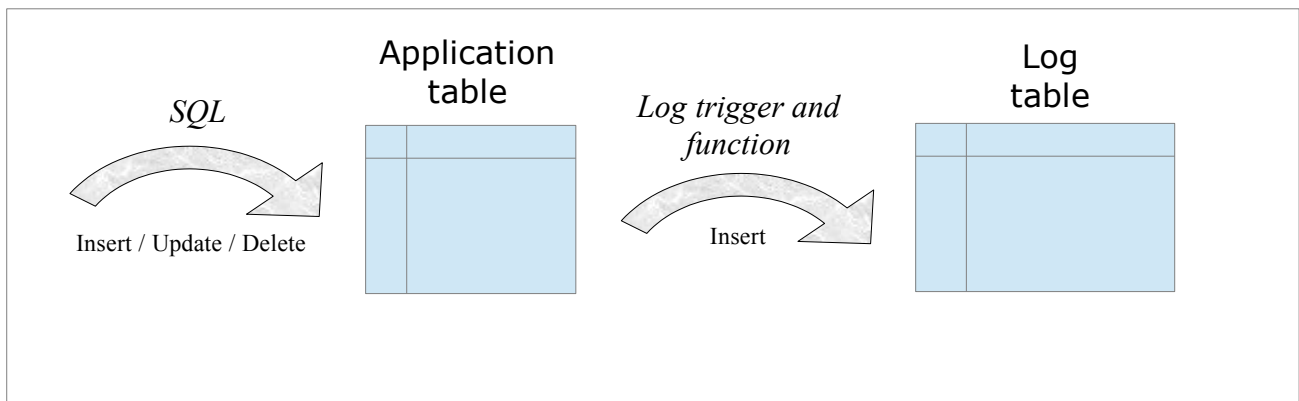 SQL
Insert / Update / Delete
Application
table
Log trigger and
function
Insert
Log
table